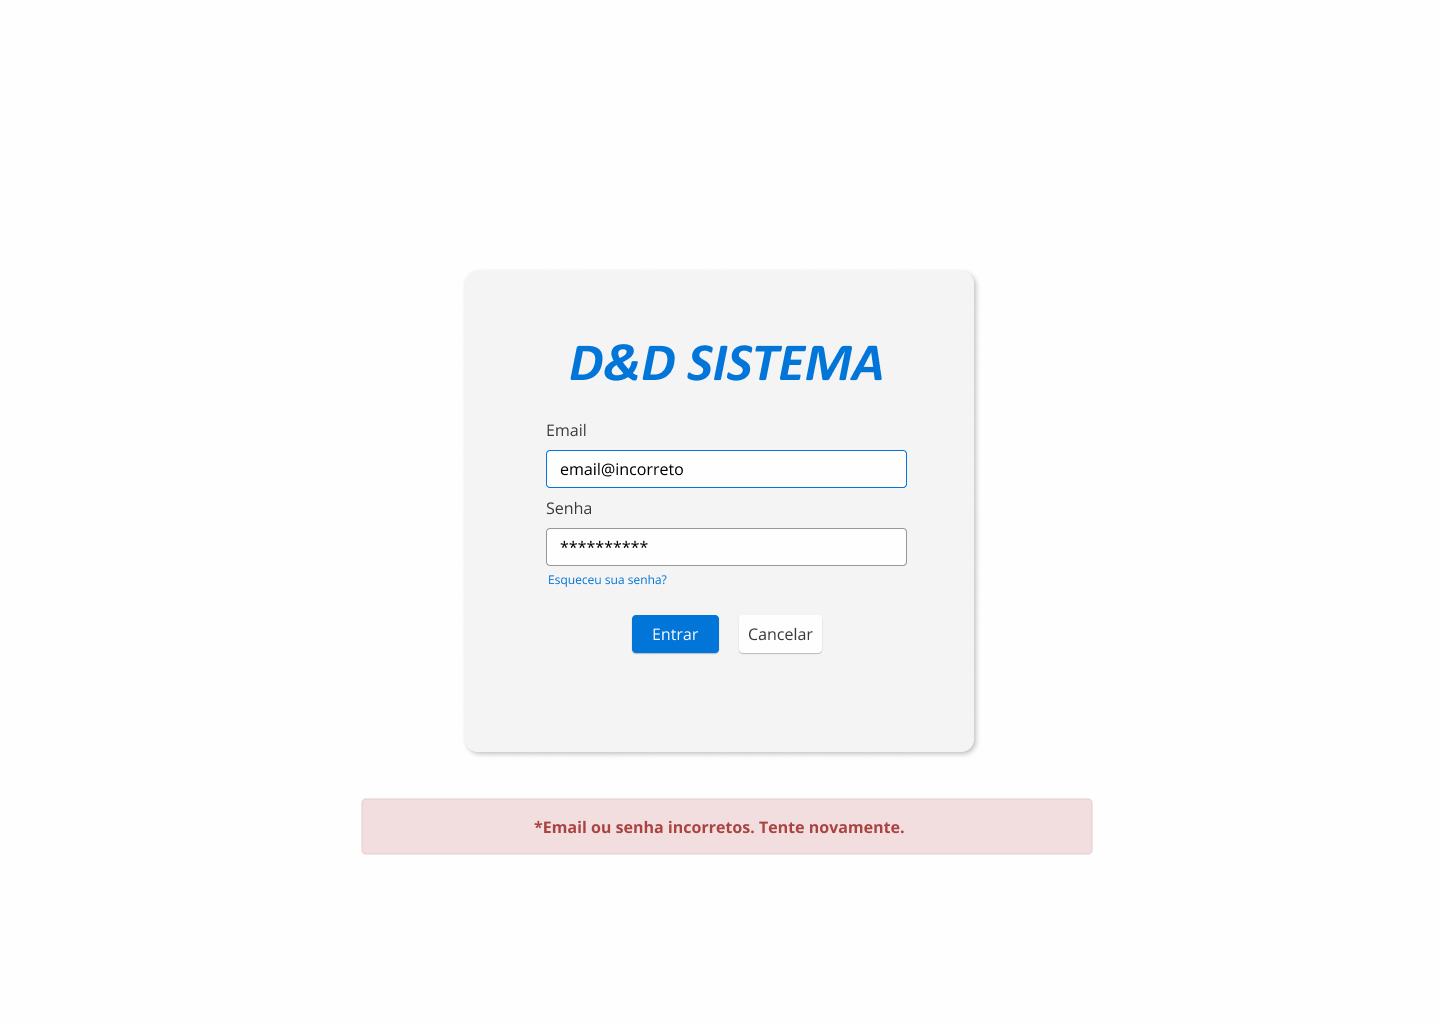 D&D SISTEMA
Email
email@incorreto
Senha
**********
Esqueceu sua senha?
Entrar
Cancelar
*Email ou senha incorretos. Tente novamente.